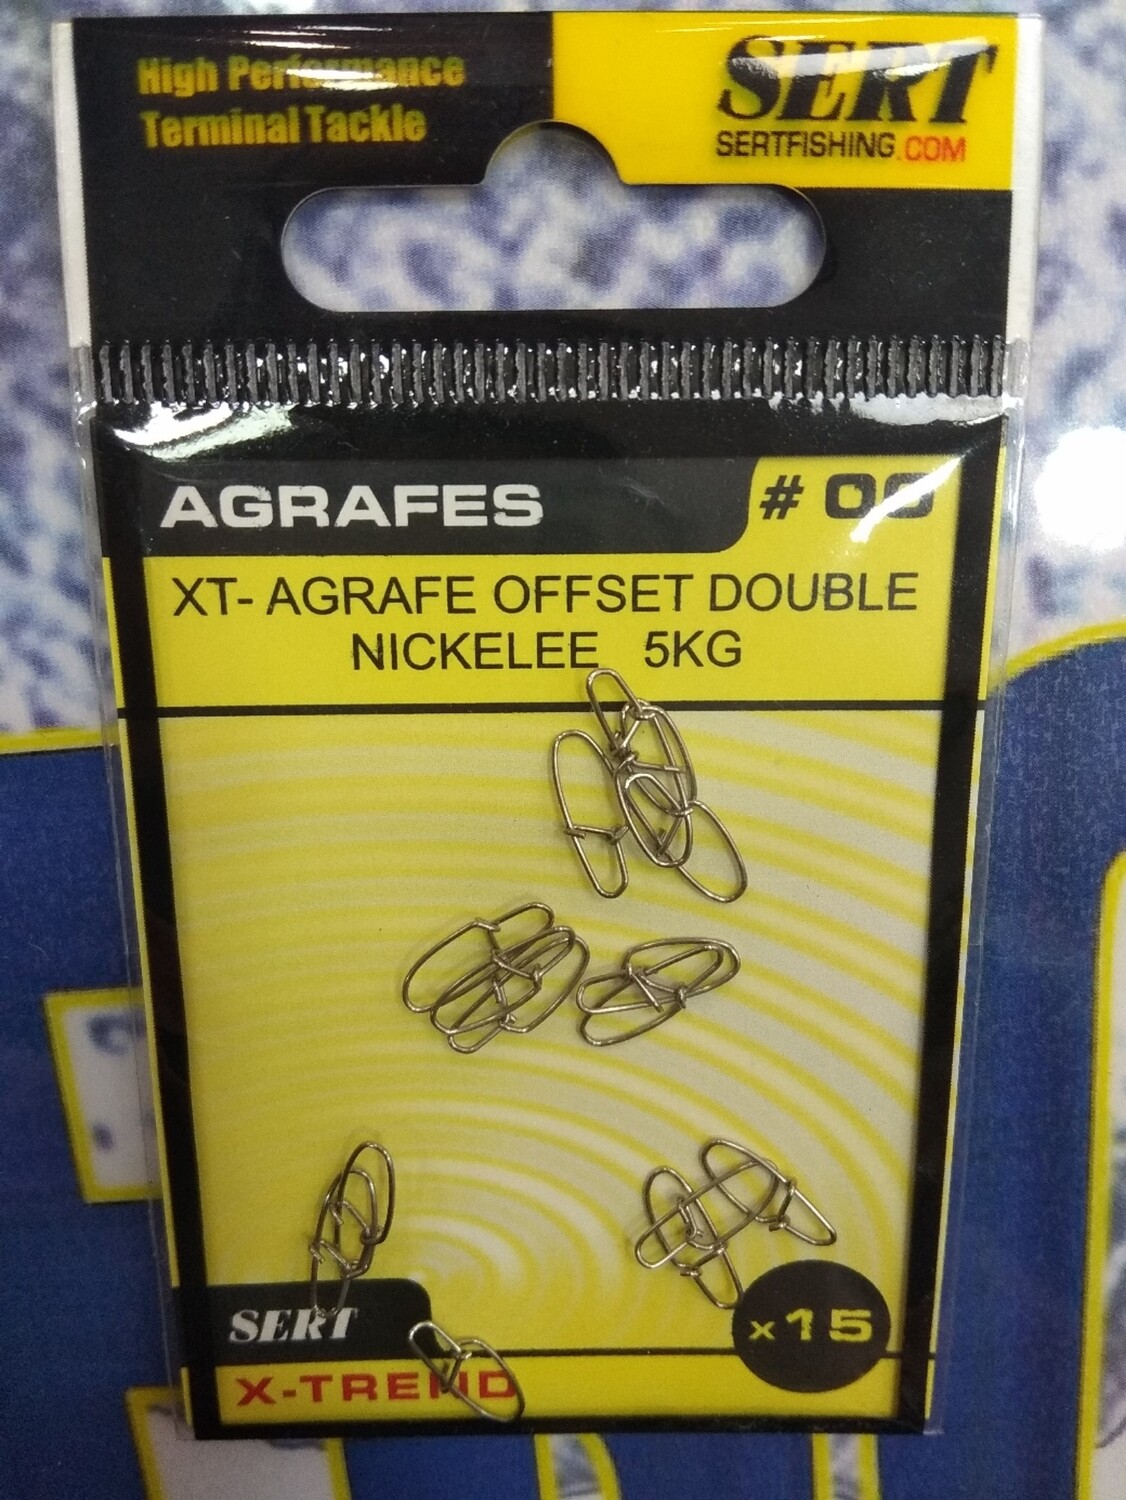 High Performance
Terminal Tackle
SERT
SERTFISHING.COM
AGRAFES
# 00
XT- AGRAFE OFFSET DOUBLE
NICKELEE 5KG
SERT
x15
X-TREND